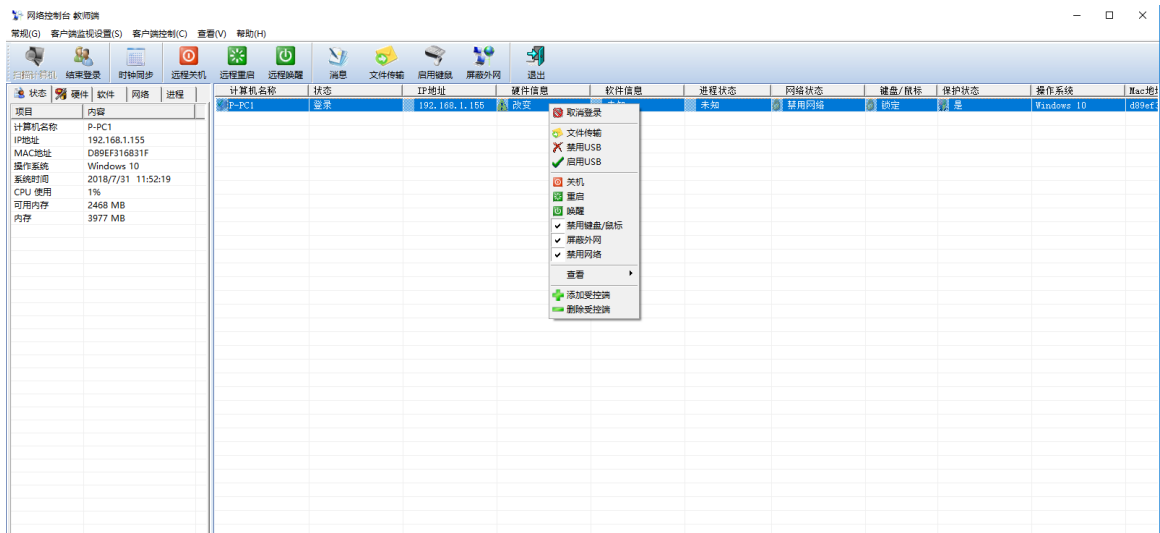 网络控制台 教师端
常规(G) 客户端监视设置(S) 客户端控制(C) 查看(V) 帮助(H)
扫描计算机 结束登录 时钟同步 远程关机 远程重启 远程唤醒 消息 文件传输 启用键鼠 屏蔽外网 退出
状态 硬件 软件 网络 进程
计算机名称 状态 IP地址 硬件信息 软件信息 进程状态 网络状态 键盘/鼠标 保护状态 操作系统 Mac地址
P-PC1 登录 192.168.1.155 改变 未知 未知 禁用网络 锁定 是 Windows 10 d89ef3
项目 内容
计算机名称 P-PC1
IP地址 192.168.1.155
MAC地址 D89EF316831F
操作系统 Windows 10
系统时间 2018/7/31 11:52:19
CPU 使用 1%
可用内存 2468 MB
内存 3977 MB
取消登录
文件传输
禁用USB
启用USB
关机
重启
唤醒
禁用键盘/鼠标
屏蔽外网
禁用网络
查看
添加受控端
删除受控端